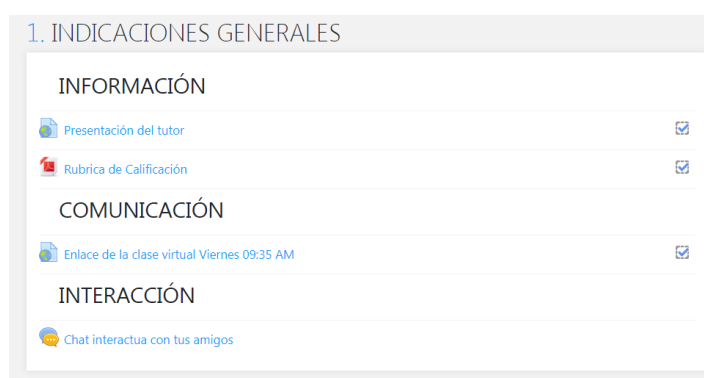 1. INDICACIONES GENERALES
INFORMACIÓN
Presentación del tutor
Rubrica de Calificación
COMUNICACIÓN
Enlace de la clase virtual Viernes 09:35 AM
INTERACCIÓN
Chat interactua con tus amigos